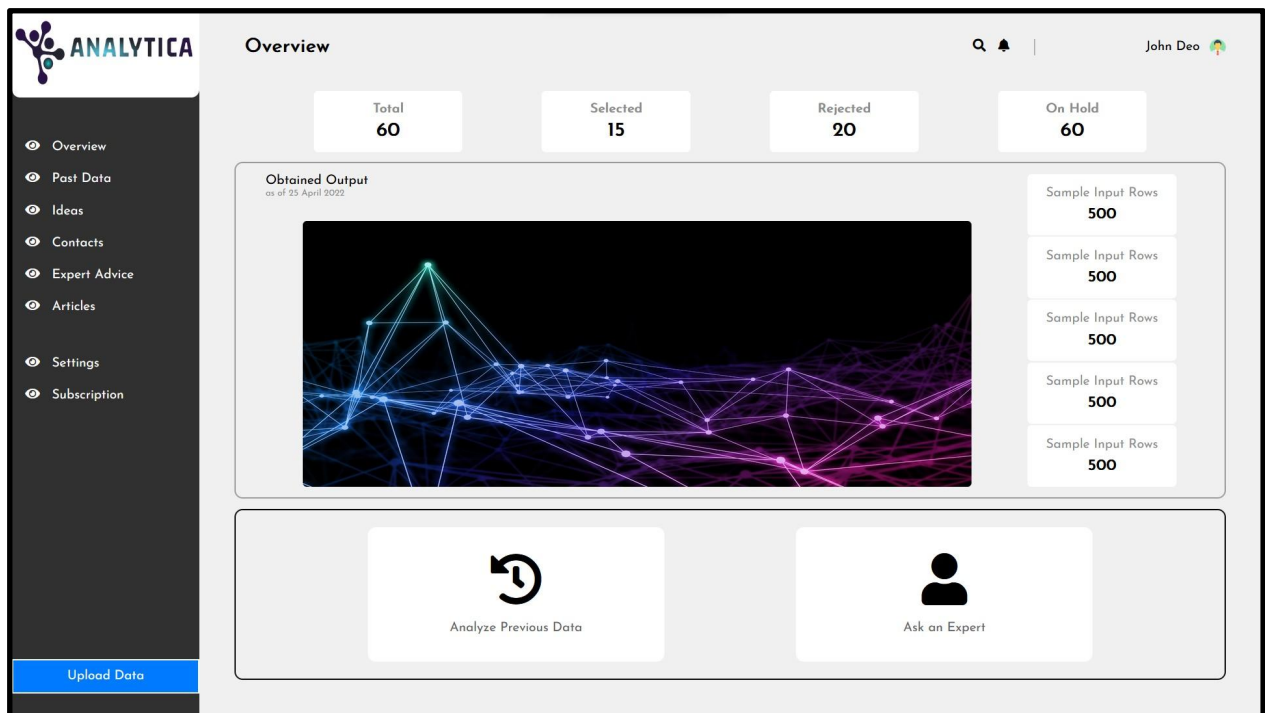 ANALYTICA
Overview
John Deo
Total
60
Selected
15
Rejected
20
On Hold
60
Overview
Past Data
Ideas
Contacts
Expert Advice
Articles
Settings
Subscription
Upload Data
Obtained Output
as of 25 April 2022
Sample Input Rows
500
Sample Input Rows
500
Sample Input Rows
500
Sample Input Rows
500
Sample Input Rows
500
Analyze Previous Data
Ask an Expert